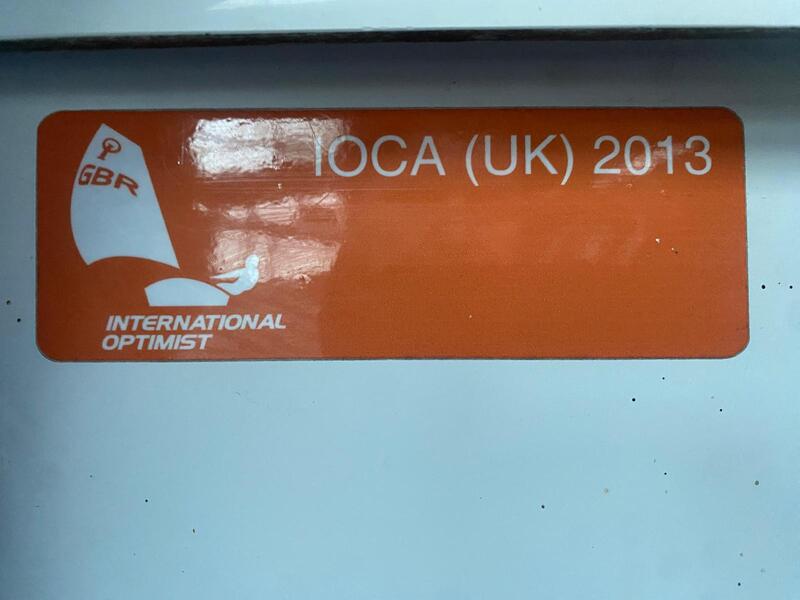 IOCA (UK) 2013
GBR
INTERNATIONAL
OPTIMIST